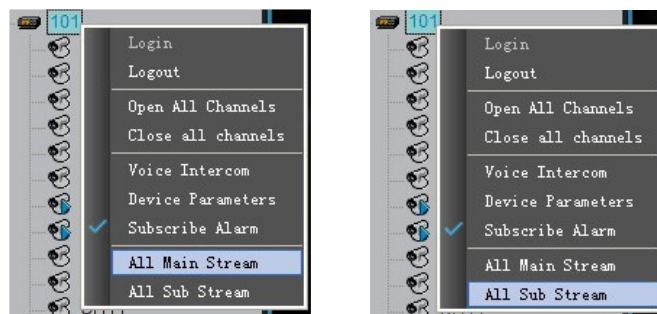 101
Login
Logout
Open All Channels
Close all channels
Voice Intercom
Device Parameters
Subscribe Alarm
All Main Stream
All Sub Stream
101
Login
Logout
Open All Channels
Close all channels
Voice Intercom
Device Parameters
Subscribe Alarm
All Main Stream
All Sub Stream